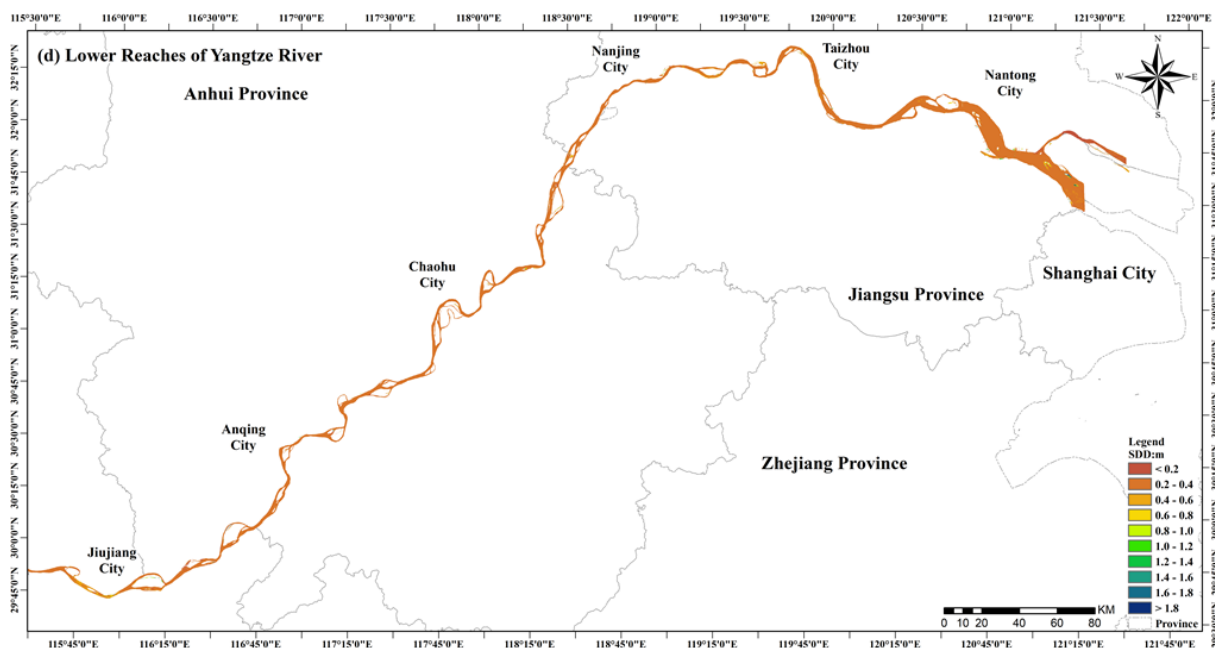 115°30'0"E 116°0'0"E 116°30'0"E 117°0'0"E 117°30'0"E 118°0'0"E 118°30'0"E 119°0'0"E 119°30'0"E 120°0'0"E 120°30'0"E 121°0'0"E 121°30'0"E 122°0'0"E
(d) Lower Reaches of Yangtze River
Anhui Province
Nanjing
City
Taizhou
City
Nantong
City
N
W E
S
32°15'0"N
32°0'0"N
31°45'0"N
31°30'0"N
31°15'0"N
31°0'0"N
30°45'0"N
30°30'0"N
30°15'0"N
30°0'0"N
29°45'0"N
Chaohu
City
Shanghai City
Jiangsu Province
Anqing
City
Zhejiang Province
Jiujiang
City
Legend
SDD:m
< 0.2
0.2 - 0.4
0.4 - 0.6
0.6 - 0.8
0.8 - 1.0
1.0 - 1.2
1.2 - 1.4
1.4 - 1.6
1.6 - 1.8
> 1.8
Province
KM
0 10 20 40 60 80
115°45'0"E 116°15'0"E 116°45'0"E 117°15'0"E 117°45'0"E 118°15'0"E 118°45'0"E 119°15'0"E 119°45'0"E 120°15'0"E 120°45'0"E 121°15'0"E 121°45'0"E